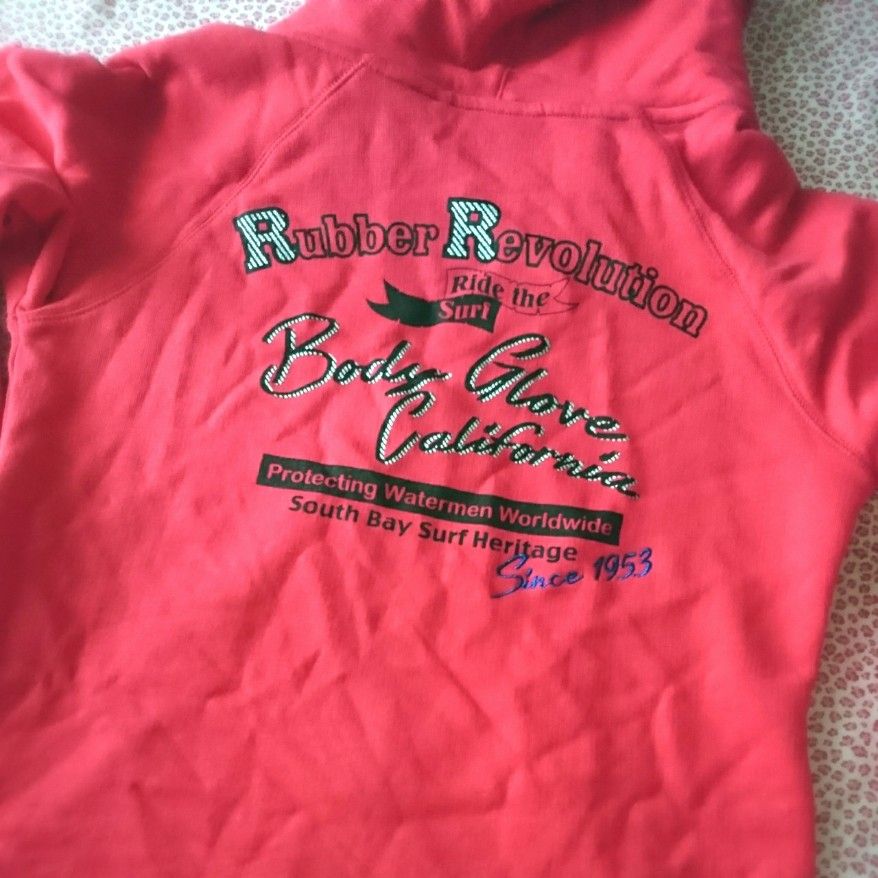 Rubber Revolution
Ride the
Surf
Body Glove
California
Protecting Watermen Worldwide
South Bay Surf Heritage
Since 1953